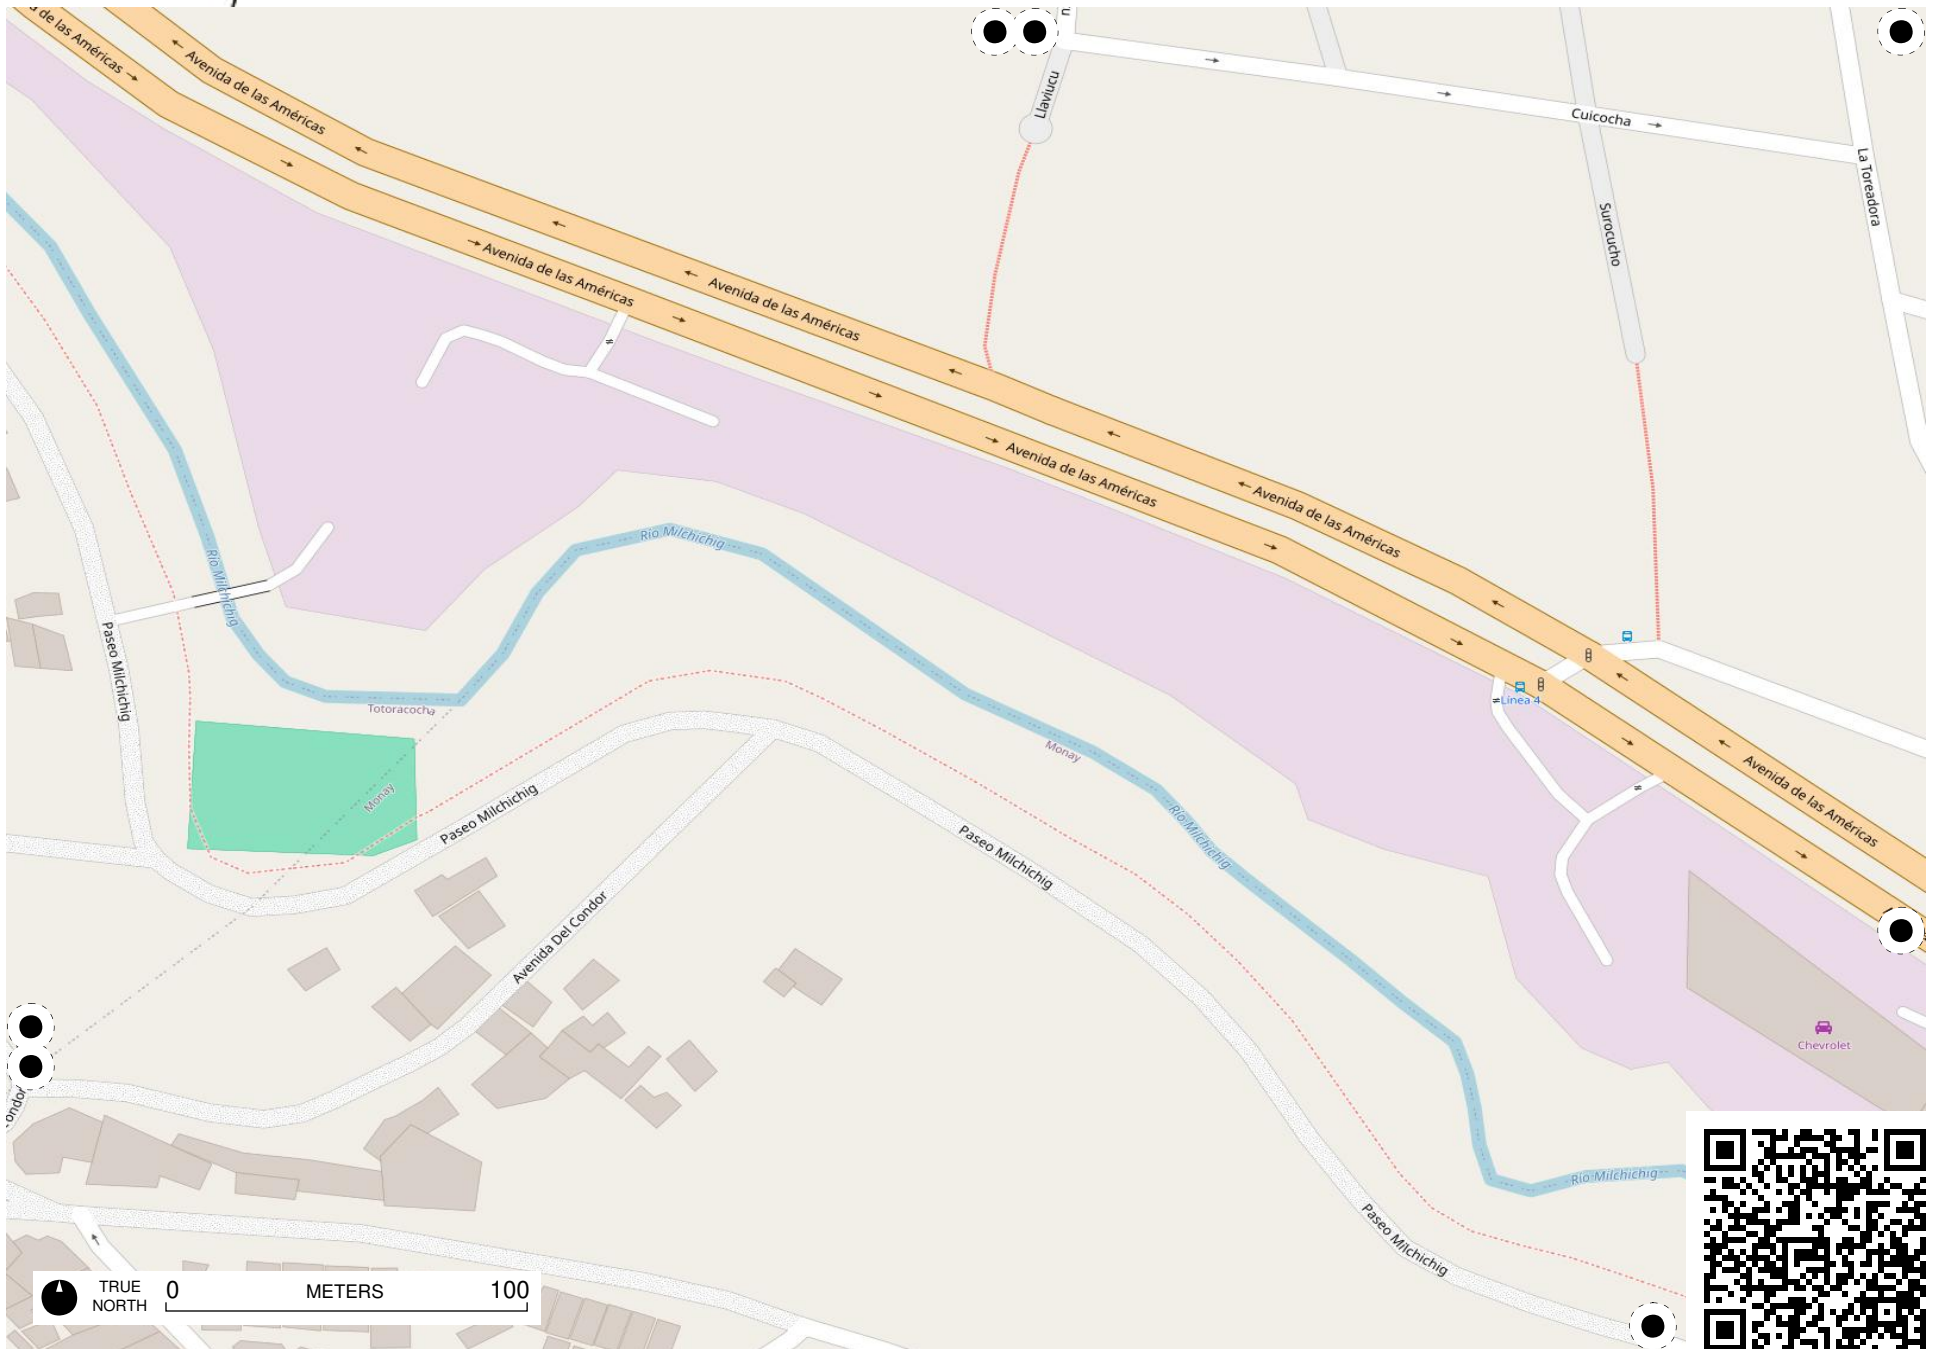 de las Américas
Avenida de las Américas
Llaviucu
Cuicocha
La Toreadora
Surocucho
Avenida de las Américas
Avenida de las Américas
Avenida de las Américas
Avenida de las Américas
Río Milchichig
Río Milchichig
Paseo Milchichig
Línea 4
Totoracocha
Monay
Monay
Avenida de las Américas
Paseo Milchichig
Paseo Milchichig
Río Milchichig
Avenida Del Condor
Chevrolet
Condor
Río Milchichig
Paseo Milchichig
TRUE NORTH
0 METERS 100